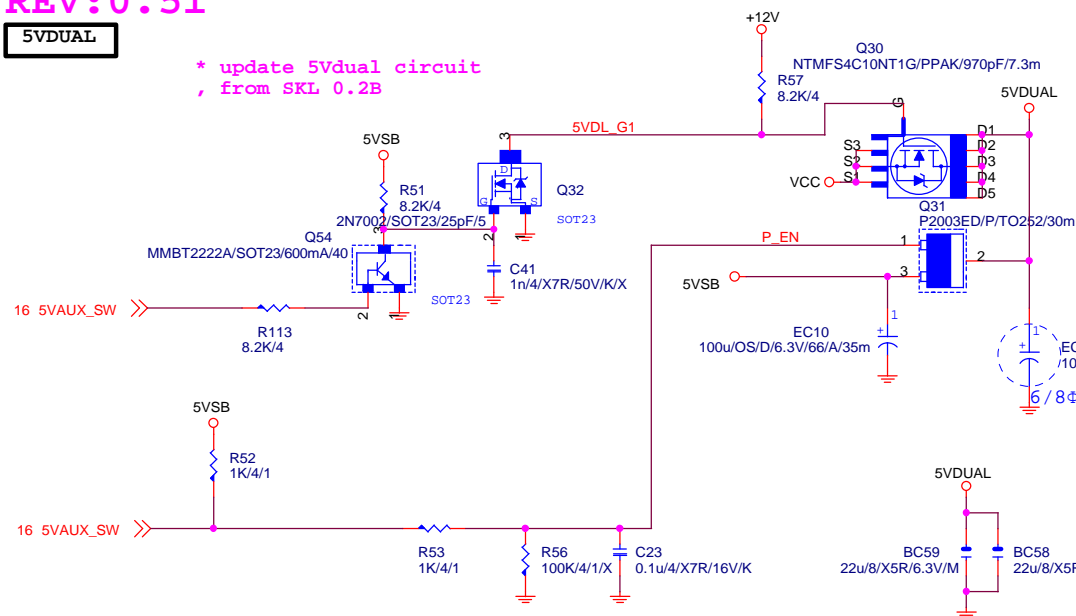 REV:0.31
5VDUAL
* update 5Vdual circuit
, from SKL 0.2B
+12V
R57
8.2K/4
Q30
NTMFS4C10NT1G/PPAK/970pF/7.3m
5VDUAL
5VDL_G1
3
G
D1
D2
D3
D4
D5
S3
S2
S1
VCC
5VSB
R51
8.2K/4
D
G
S
Q32
SOT23
2N7002/SOT23/25pF/5
2
1
Q54
MMBT2222A/SOT23/600mA/40
3
SOT23
2
1
C41
1n/4/X7R/50V/K/X
16 5VAUX_SW
R113
8.2K/4
Q31
P2003ED/P/TO252/30m
P_EN
1
2
3
5VSB
1
+
EC10
100u/OS/D/6.3V/66/A/35m
1
+
6/8Φ
5VSB
R52
1K/4/1
16 5VAUX_SW
R53
1K/4/1
R56
100K/4/1/X
C23
0.1u/4/X7R/16V/K
5VDUAL
BC59
22u/8/X5R/6.3V/M
BC58